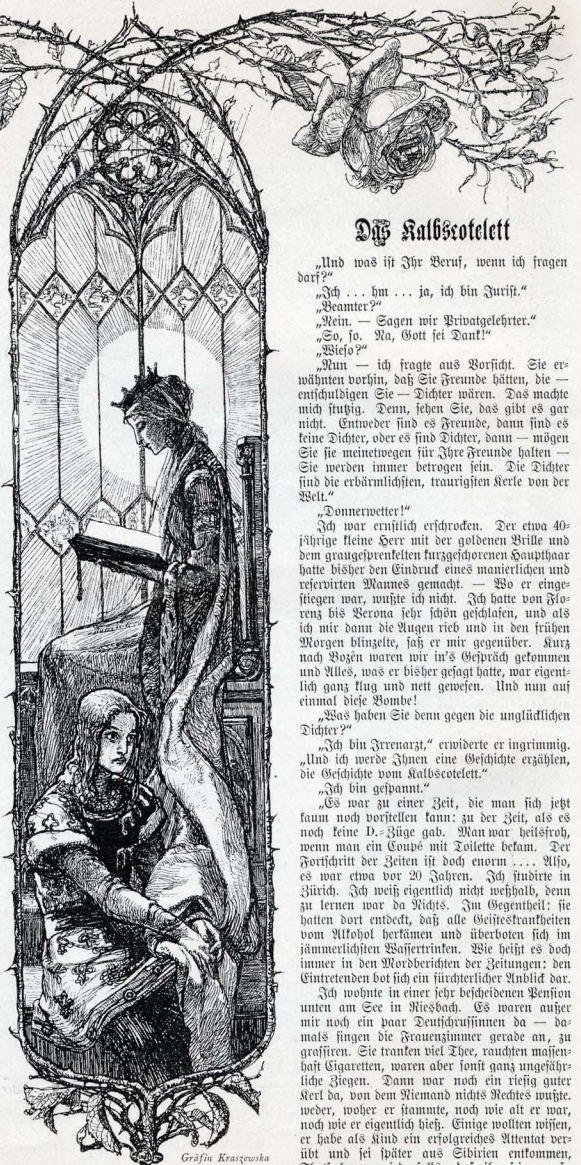 Das Kalbscotelett
„Und was ist Ihr Beruf, wenn ich fragen
darf?“
„Ich . . . hm . . . ja, ich bin Jurist.“
„Beamter?“
„Nein. — Sagen wir Privatgelehrter.“
„So, so. Na, Gott sei Dank!“
„Wieso?“
„Nun — ich fragte aus Vorsicht. Sie er-
wähnten vorhin, daß Sie Freunde hätten, die —
entschuldigen Sie — Dichter wären. Das machte
mich stutzig. Denn, sehen Sie, das gibt es gar
nicht. Entweder sind es Freunde, dann sind es
keine Dichter, oder es sind Dichter, dann — mögen
Sie sie meinetwegen für Ihre Freunde halten —
Sie werden immer betrogen sein. Die Dichter
sind die erbärmlichsten, traurigsten Kerle von der
Welt.“
„Donnerwetter!“
Ich war ernstlich erschrocken. Der etwa 40-
jährige kleine Herr mit der goldenen Brille und
dem graugesprenkelten kurzgeschorenen Haupthaar
hatte bisher den Eindruck eines manierlichen und
reservirten Mannes gemacht. — Wo er einge-
stiegen war, wußte ich nicht. Ich hatte von Flo-
renz bis Verona sehr schön geschlafen, und als
ich mir dann die Augen rieb und in den frühen
Morgen blinzelte, saß er mir gegenüber. Kurz
nach Bozen waren wir in's Gespräch gekommen
und Alles, was er bisher gesagt hatte, war eigent-
lich ganz klug und nett gewesen. Und nun auf
einmal diese Bombe!
„Was haben Sie denn gegen die unglücklichen
Dichter?“
„Ich bin Irrenarzt,“ erwiderte er ingrimmig.
„Und ich werde Ihnen eine Geschichte erzählen,
die Geschichte vom Kalbscotelett.“
„Ich bin gespannt.“
„Es war zu einer Zeit, die man sich jetzt
kaum noch vorstellen kann: zu der Zeit, als es
noch keine D.-Züge gab. Man war heilsfroh,
wenn man ein Coupé mit Toilette bekam. Der
Fortschritt der Zeiten ist doch enorm . . . . Also,
es war etwa vor 20 Jahren. Ich studirte in
Zürich. Ich weiß eigentlich nicht weßhalb, denn
zu lernen war da Nichts. Im Gegentheil: sie
hatten dort entdeckt, daß alle Geisteskrankheiten
vom Alkohol herkämen und überboten sich im
jämmerlichsten Wassertrinken. Wie heißt es doch
immer in den Mordberichten der Zeitungen: den
Eintretenden bot sich ein fürchterlicher Anblick dar.
Ich wohnte in einer sehr bescheidenen Pension
unten am See in Riesbach. Es waren außer
mir noch ein paar Deutschrussinnen da — da-
mals fingen die Frauenzimmer gerade an, zu
grassiren. Sie tranken viel Thee, rauchten massen-
haft Cigaretten, waren aber sonst ganz ungefähr-
liche Ziegen. Dann war noch ein riesig guter
Kerl da, von dem Niemand nichts Rechtes wußte.
weder, woher er stammte, noch wie alt er war,
noch wie er eigentlich hieß. Einige wollten wissen,
er habe als Kind ein erfolgreiches Attentat ver-
übt und sei später aus Sibirien entkommen,
Gräfin Kraszewska